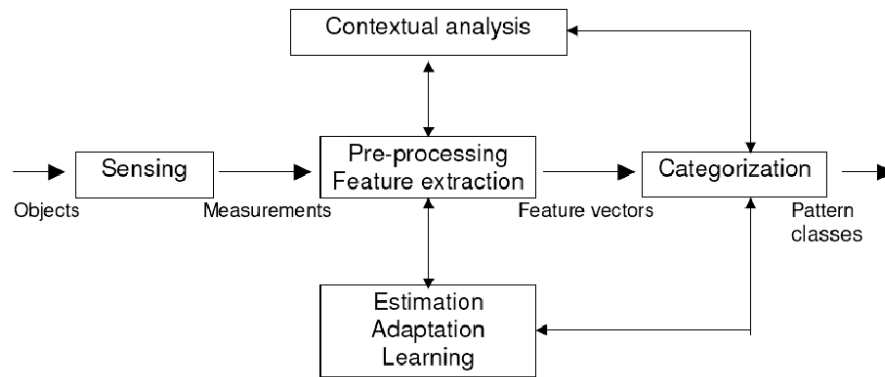 Contextual analysis
Sensing
Pre-processing
Feature extraction
Categorization
Objects
Measurements
Feature vectors
Pattern
classes
Estimation
Adaptation
Learning